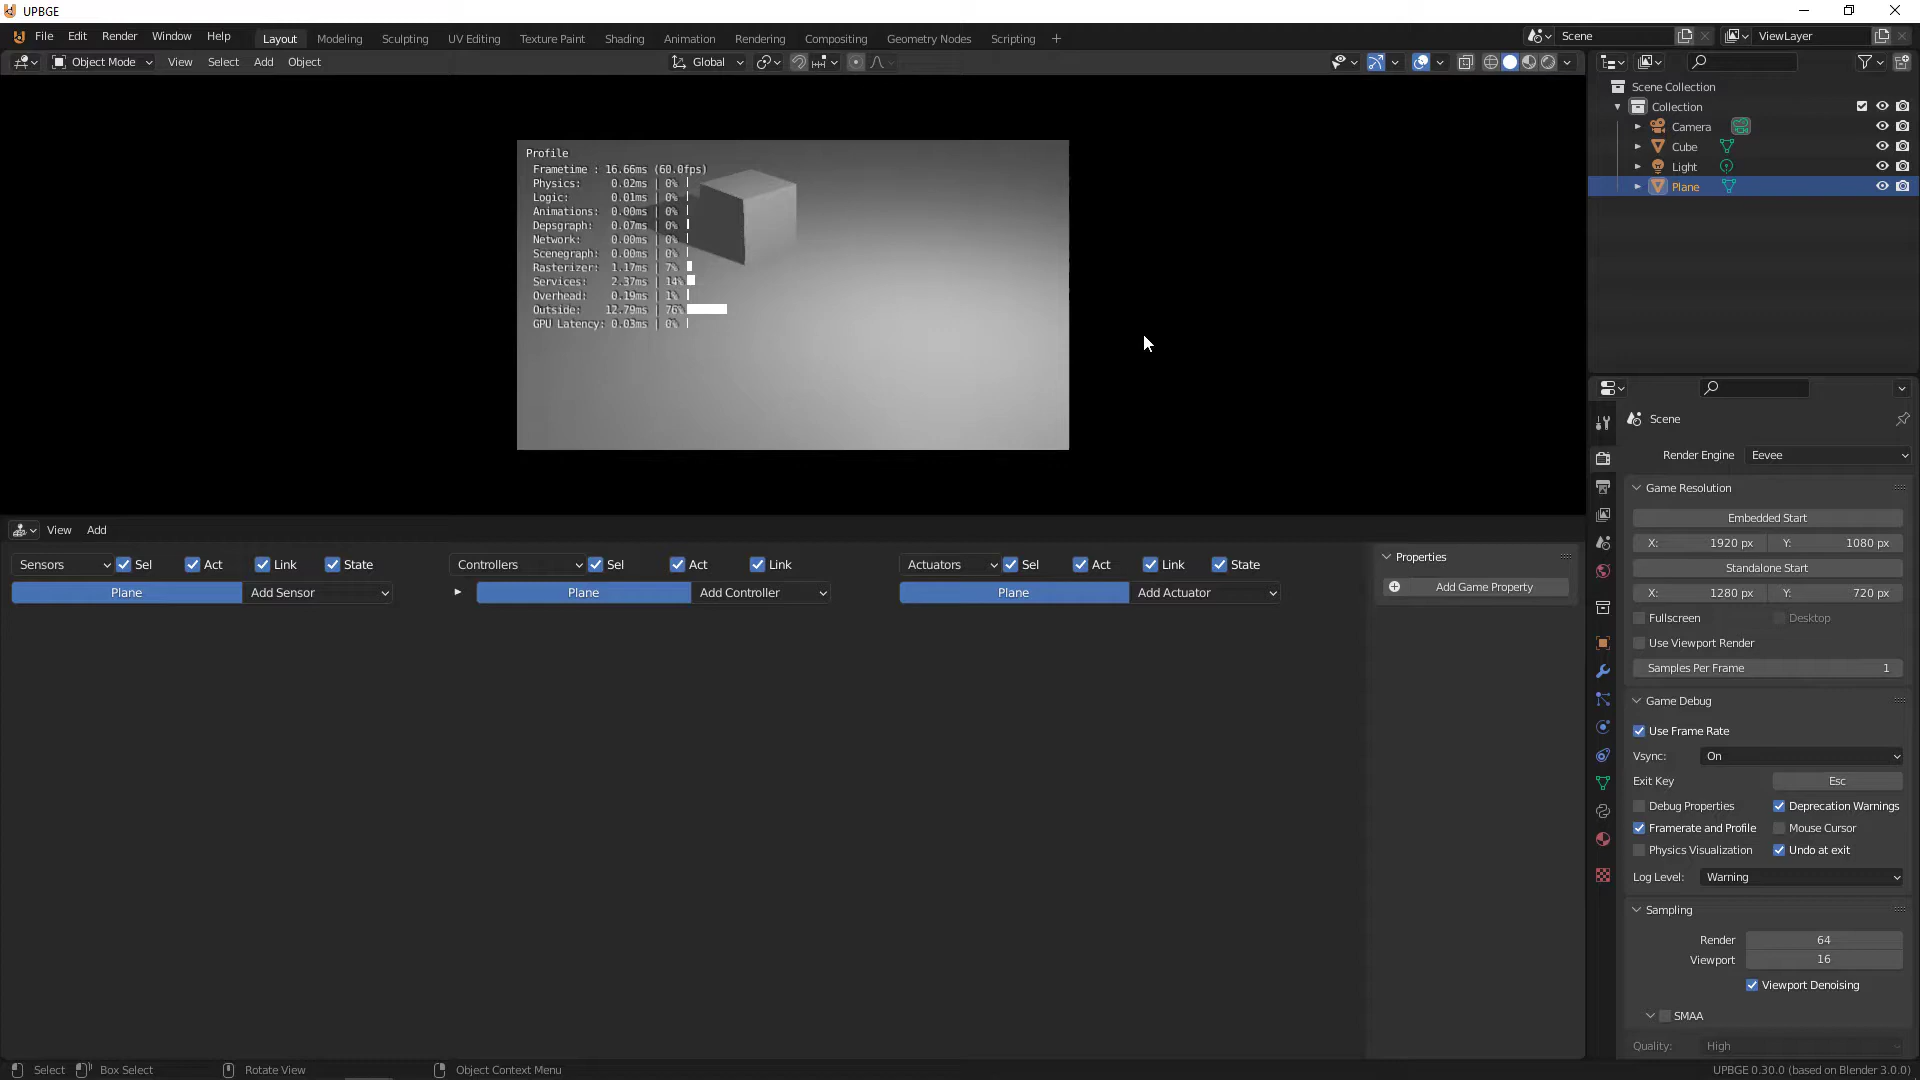 UPBGE
File Edit Render Window Help Layout Modeling Sculpting UV Editing Texture Paint Shading Animation Rendering Compositing Geometry Nodes Scripting Scene ViewLayer
Object Mode View Select Add Object Global
Scene Collection
Collection
Camera
Cube
Light
Plane
Profile
Frametime : 16.66ms (60.0fps)
Physics: 0.02ms | 0%
Logic: 0.01ms | 0%
Animations: 0.00ms | 0%
Depsgraph: 0.07ms | 0%
Network: 0.00ms | 0%
Scenegraph: 0.00ms | 0%
Rasterizer: 1.17ms | 7%
Services: 2.37ms | 14%
Overhead: 0.19ms | 1%
Outside: 12.79ms | 76%
GPU Latency: 0.03ms | 0%
View Add
Sensors Sel Act Link State Controllers Sel Act Link Actuators Sel Act Link State
Plane Add Sensor Plane Add Controller Plane Add Actuator
Properties
Add Game Property
Scene
Render Engine Eevee
Game Resolution
Embedded Start
X: 1920 px Y: 1080 px
Standalone Start
X: 1280 px Y: 720 px
Fullscreen Desktop
Use Viewport Render
Samples Per Frame 1
Game Debug
Use Frame Rate
Vsync: On
Exit Key Esc
Debug Properties Deprecation Warnings
Framerate and Profile Mouse Cursor
Physics Visualization Undo at exit
Log Level: Warning
Sampling
Render 64
Viewport 16
Viewport Denoising
SMAA
Quality: High
Select Box Select Rotate View Object Context Menu UPBGE 0.30.0 (based on Blender 3.0.0)